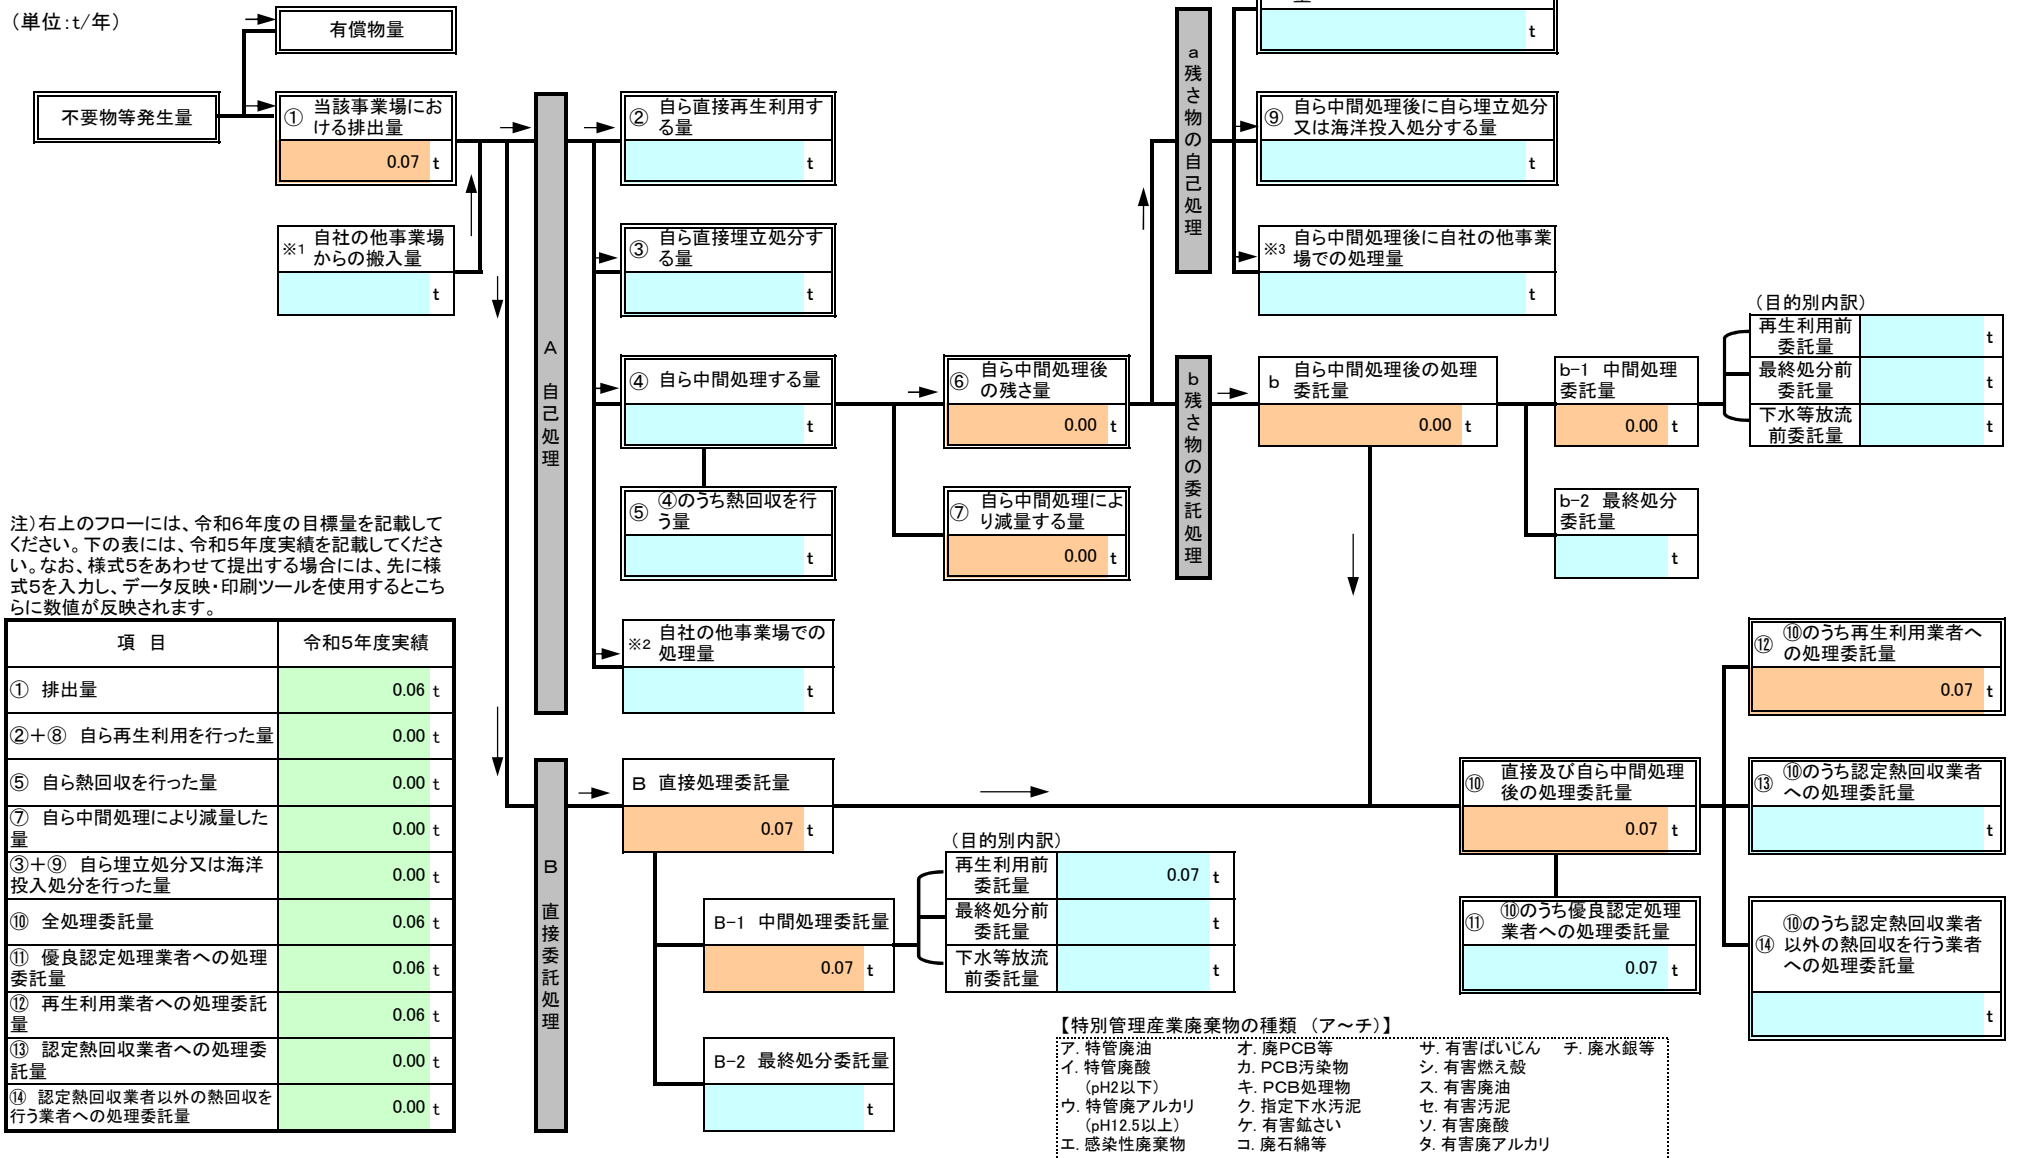 （単位:t/年）
有償物量
不要物等発生量
① 当該事業場にお
ける排出量
0.07 t
※1 自社の他事業場
からの搬入量
t
A 自己処理
② 自ら直接再生利用す
る量
t
③ 自ら直接埋立処分す
る量
t
④ 自ら中間処理する量
t
⑤ ④のうち熱回収を行
う量
t
※2 自社の他事業場での
処理量
t
⑥ 自ら中間処理後
の残さ量
0.00 t
⑦ 自ら中間処理によ
り減量する量
0.00 t
a 残さ物の自己処理
t
⑨ 自ら中間処理後に自ら埋立処分
又は海洋投入処分する量
t
※3 自ら中間処理後に自社の他事業
場での処理量
t
b 残さ物の委託処理
b 自ら中間処理後の処理
委託量
0.00 t
b-1 中間処理
委託量
0.00 t
b-2 最終処分
委託量
t
（目的別内訳）
再生利用前
委託量
t
最終処分前
委託量
t
下水等放流
前委託量
t
注）右上のフローには、令和６年度の目標量を記載して
ください。下の表には、令和５年度実績を記載してくださ
い。なお、様式５をあわせて提出する場合には、先に様
式５を入力し、データ反映・印刷ツールを使用するとこち
らに数値が反映されます。
項 目 令和５年度実績
① 排出量 0.06 t
②＋⑧ 自ら再生利用を行った量 0.00 t
⑤ 自ら熱回収を行った量 0.00 t
⑦ 自ら中間処理により減量した
量 0.00 t
③＋⑨ 自ら埋立処分又は海洋
投入処分を行った量 0.00 t
⑩ 全処理委託量 0.06 t
⑪ 優良認定処理業者への処理
委託量 0.06 t
⑫ 再生利用業者への処理委託
量 0.06 t
⑬ 認定熱回収業者への処理委
託量 0.00 t
⑭ 認定熱回収業者以外の熱回収を
行う業者への処理委託量 0.00 t
B 直接委託処理
B 直接処理委託量
0.07 t
B-1 中間処理委託量
0.07 t
B-2 最終処分委託量
t
（目的別内訳）
再生利用前
委託量
0.07 t
最終処分前
委託量
t
下水等放流
前委託量
t
⑩ 直接及び自ら中間処理
後の処理委託量
0.07 t
⑪ ⑩のうち優良認定処理
業者への処理委託量
0.07 t
⑫ ⑩のうち再生利用業者へ
の処理委託量
0.07 t
⑬ ⑩のうち認定熱回収業者
への処理委託量
t
⑭ ⑩のうち認定熱回収業者
以外の熱回収を行う業者
への処理委託量
t
【特別管理産業廃棄物の種類 （ア～チ）】
ア. 特管廃油 オ. 廃PCB等 サ. 有害ばいじん チ. 廃水銀等
イ. 特管廃酸 カ. PCB汚染物 シ. 有害燃え殻
（pH2以下） キ. PCB処理物 ス. 有害廃油
ウ. 特管廃アルカリ ク. 指定下水汚泥 セ. 有害汚泥
（pH12.5以上） ケ. 有害鉱さい ソ. 有害廃酸
エ. 感染性廃棄物 コ. 廃石綿等 タ. 有害廃アルカリ